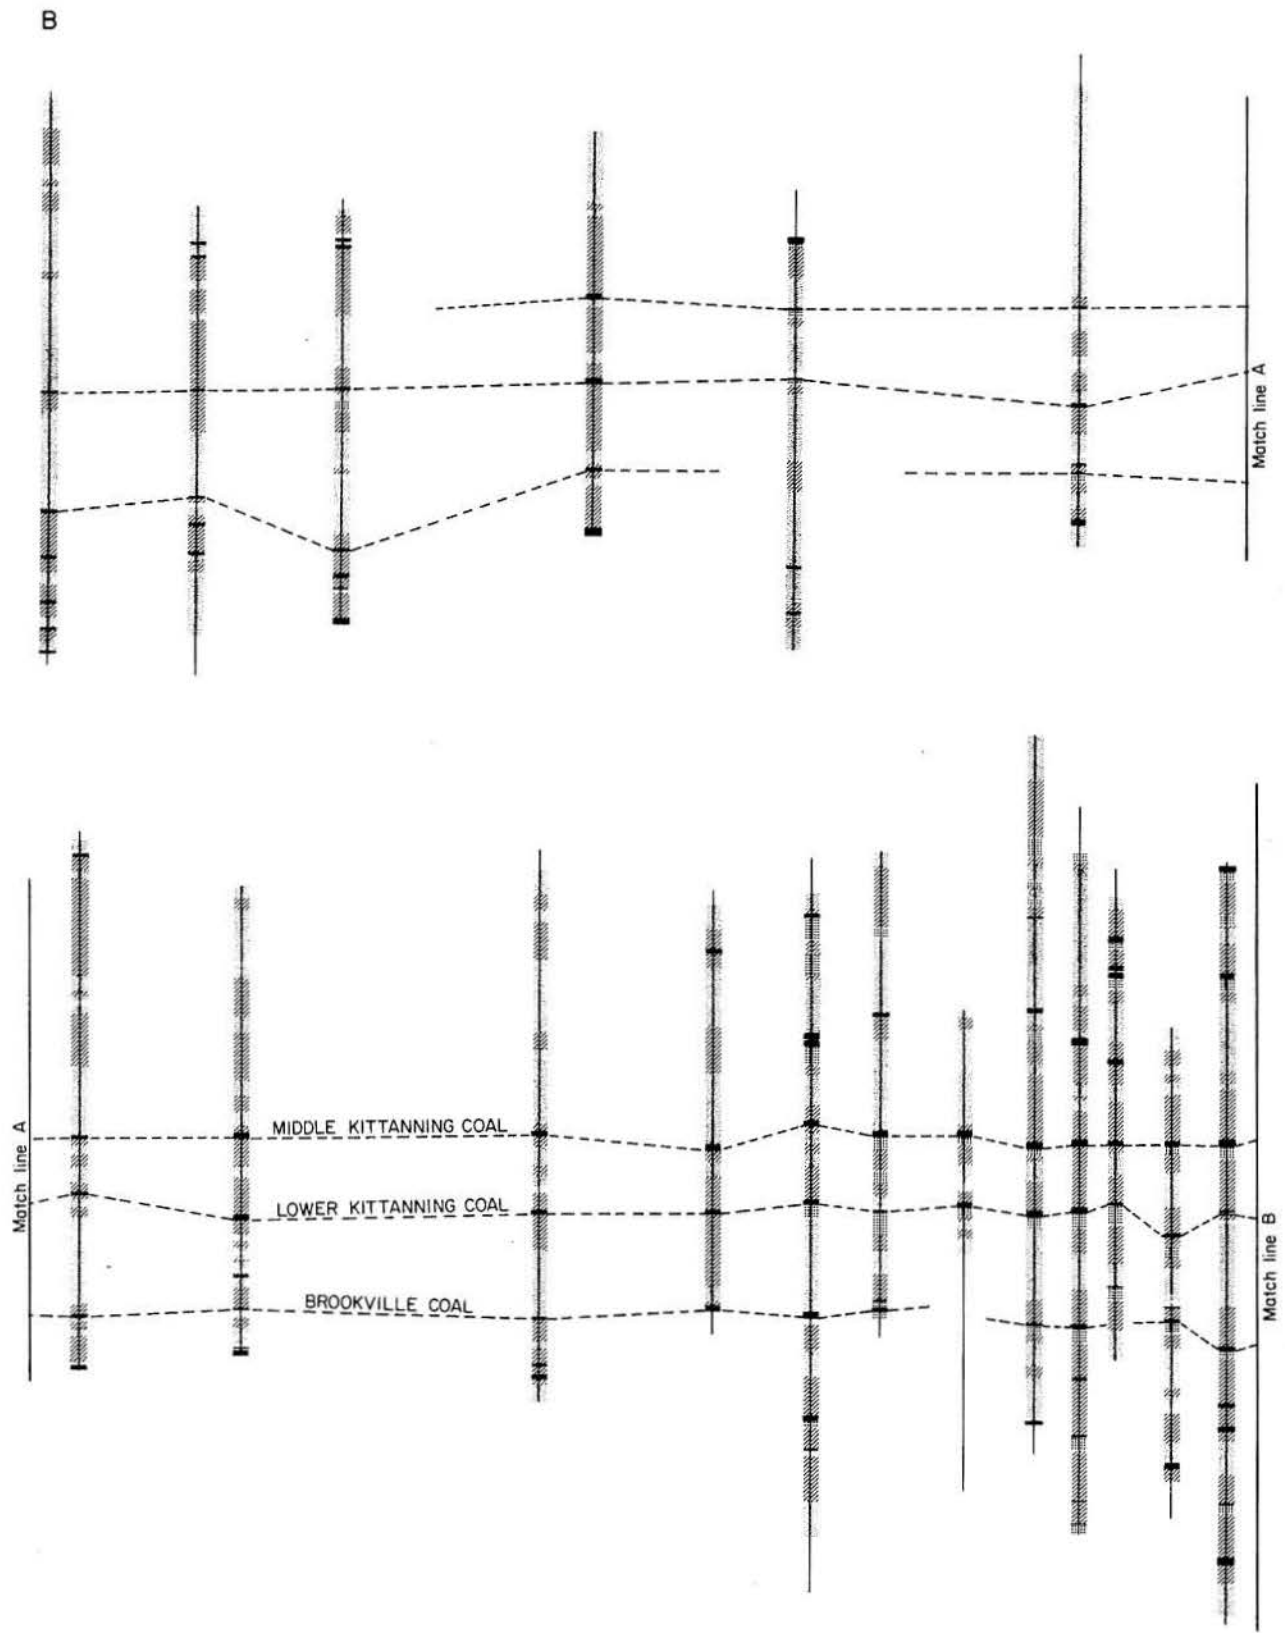 B
Match line A
Match line A
MIDDLE KITTANNING COAL
LOWER KITTANNING COAL
BROOKVILLE COAL
Match line B